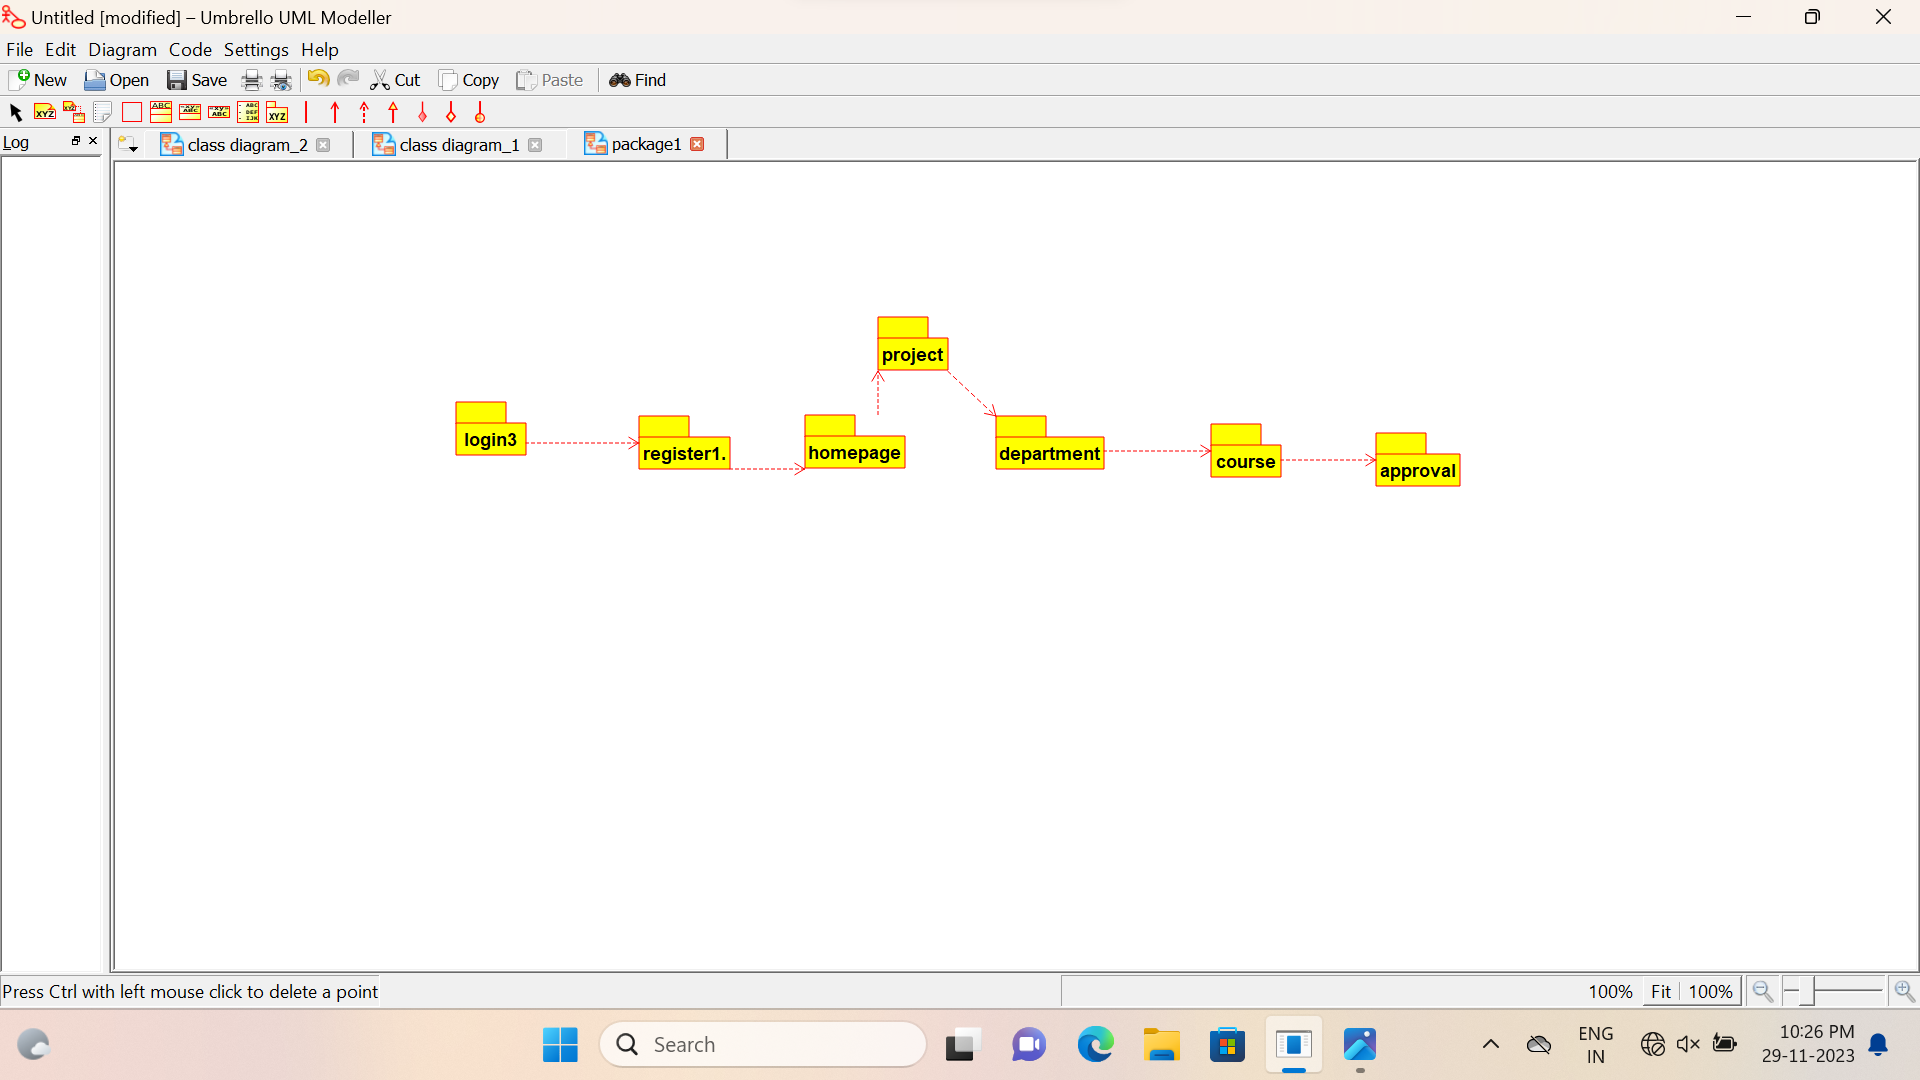 Untitled [modified] – Umbrello UML Modeller
File Edit Diagram Code Settings Help
New Open Save Cut Copy Paste Find
Log
class diagram_2 class diagram_1 package1
project
login3
register1.
homepage
department
course
approval
Press Ctrl with left mouse click to delete a point
100% Fit 100%
Search
ENG
IN
10:26 PM
29-11-2023